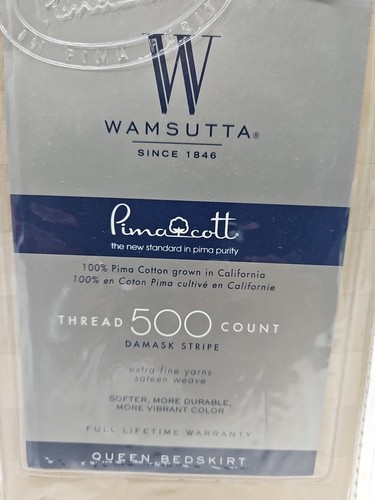 IN PIMA
W
WAMSUTTA®
SINCE 1846
Pimacott
the new standard in pima purity
100% Pima Cotton grown in California
100% en Coton Pima cultivé en Californie
THREAD 500 COUNT
DAMASK STRIPE
extra-fine yarns
sateen weave
SOFTER, MORE DURABLE,
MORE VIBRANT COLOR
FULL LIFETIME WARRANTY
QUEEN BEDSKIRT